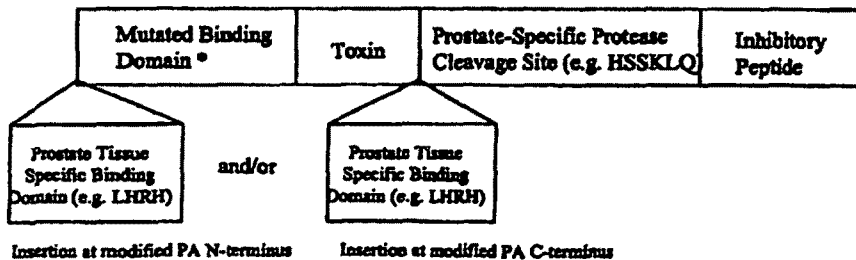 Mutated Binding
Domain *
Toxin
Prostate-Specific Protease
Cleavage Site (e.g. HSSKLQ)
Inhibitory
Peptide
Prostate Tissue
Specific Binding
Domain (e.g. LHRH)
and/or
Prostate Tissue
Specific Binding
Domain (e.g. LHRH)
Insertion at modified PA N-terminus
Insertion at modified PA C-terminus